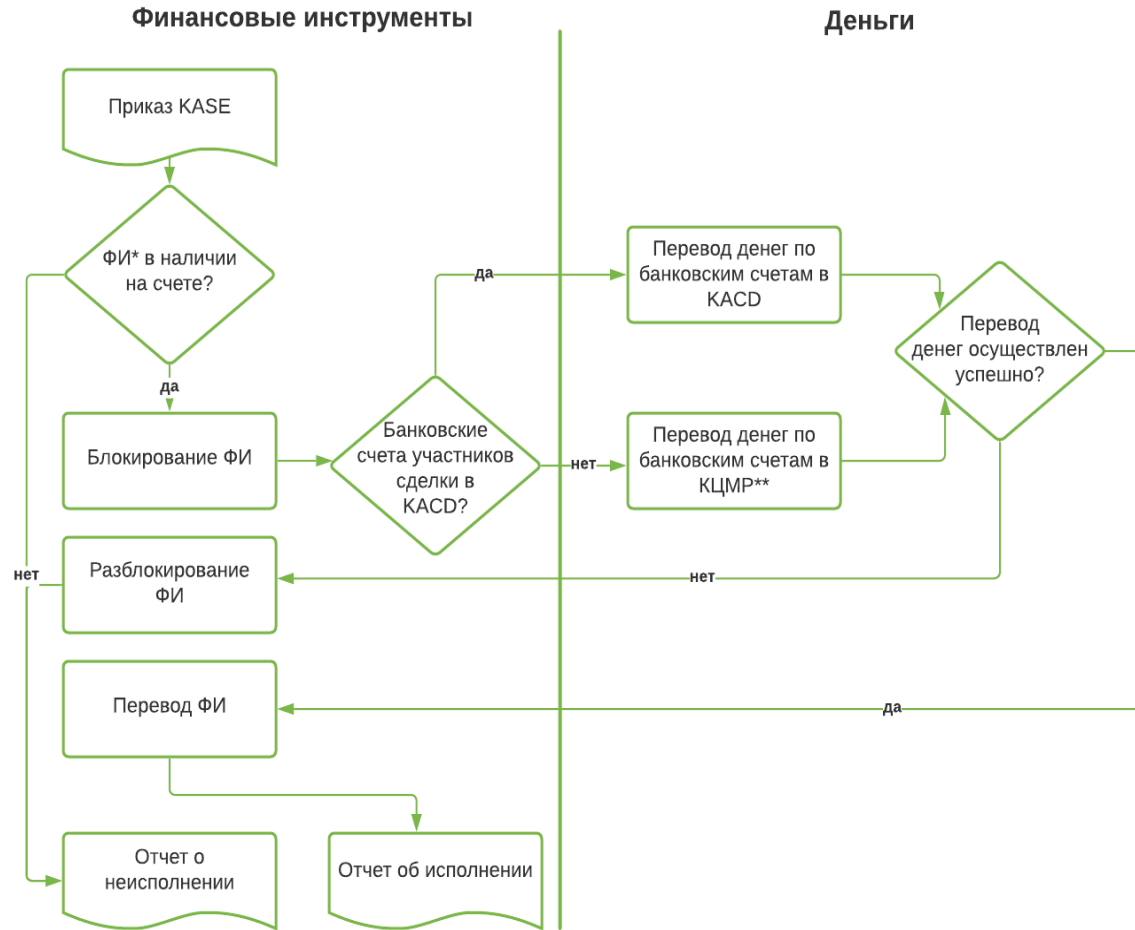 Финансовые инструменты
Деньги
Приказ KASE
ФИ* в наличии
на счете?
да
Блокирование ФИ
Банковские
счета участников
сделки в
KACD?
да
нет
Перевод денег по
банковским счетам в
KACD
Перевод денег по
банковским счетам в
КЦМР**
Перевод
денег осуществлен
успешно?
нет
Разблокирование
ФИ
нет
Перевод ФИ
да
Отчет о
неисполнении
Отчет об исполнении